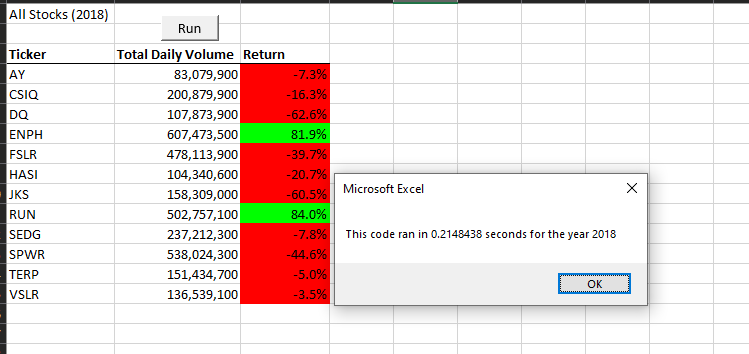 All Stocks (2018)
Run
Ticker Total Daily Volume Return
AY 83,079,900 -7.3%
CSIQ 200,879,900 -16.3%
DQ 107,873,900 -62.6%
ENPH 607,473,500 81.9%
FSLR 478,113,900 -39.7%
HASI 104,340,600 -20.7%
JKS 158,309,000 -60.5%
RUN 502,757,100 84.0%
SEDG 237,212,300 -7.8%
SPWR 538,024,300 -44.6%
TERP 151,434,700 -5.0%
VSLR 136,539,100 -3.5%
Microsoft Excel
This code ran in 0.2148438 seconds for the year 2018
OK